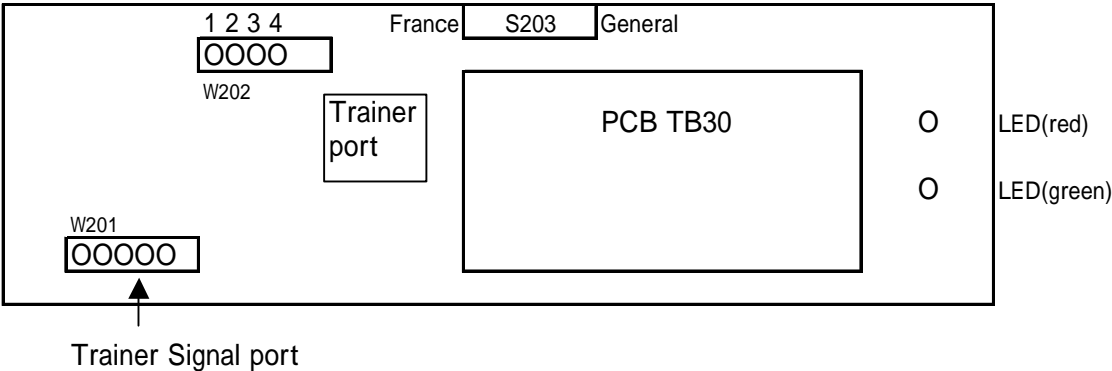 1 2 3 4
France S203 General
OOOO
W202
Trainer
port
PCB TB30
O LED(red)
O LED(green)
W201
OOOOO
Trainer Signal port